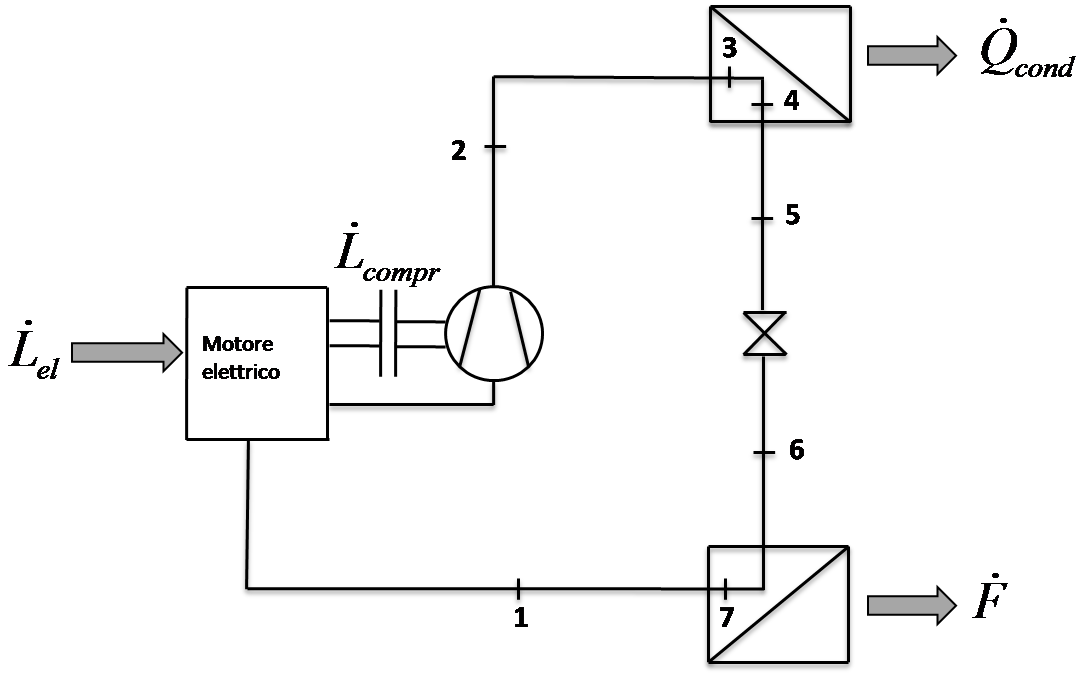 Q̇cond
3
4
2
5
L̇compr
L̇el
Motore
elettrico
6
1
7
Ḟ